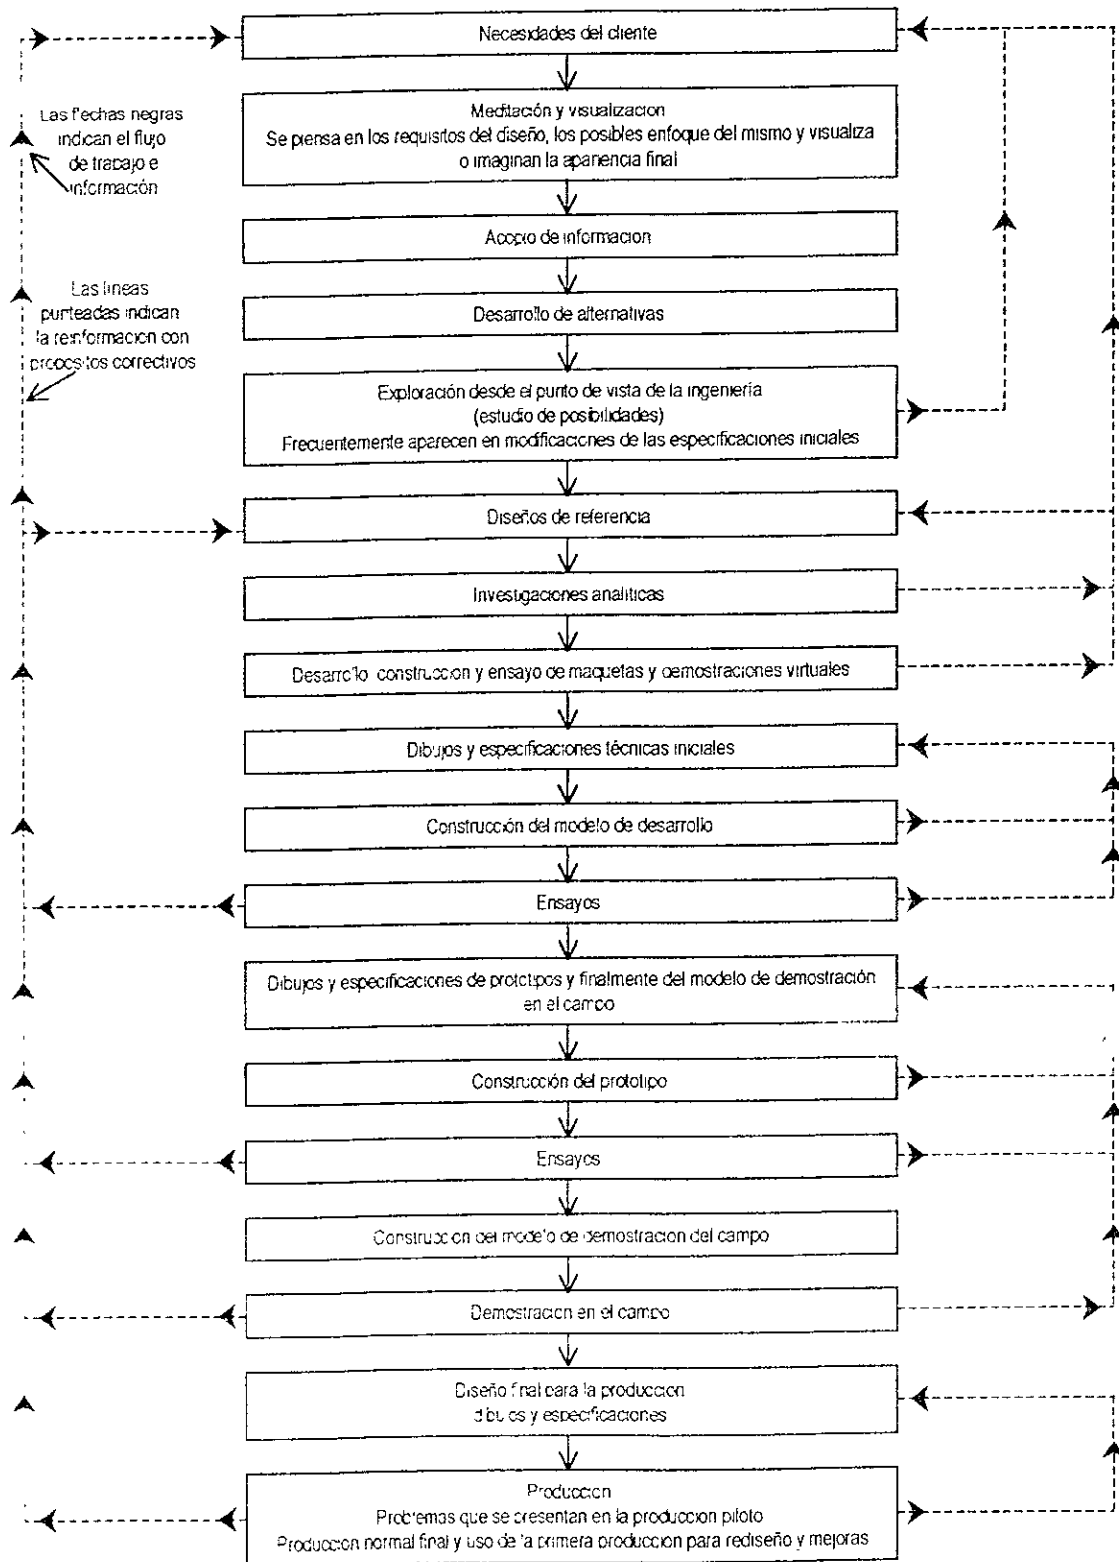 Necesidades del cliente
Meditación y visualizacion
Se piensa en los requisitos del diseño, los posibles enfoque del mismo y visualiza
o imaginan la apariencia final
Las flechas negras
indican el flujo
de trabajo e
información
Acopio de informacion
Las lineas
punteadas indican
la reinformacion con
propositos correctivos
Desarrollo de alternativas
Exploración desde el punto de vista de la ingeniería
(estudio de posibilidades)
Frecuentemente aparecen en modificaciones de las especificaciones iniciales
Diseños de referencia
Investigaciones analiticas
Desarrollo construccion y ensayo de maquetas y demostraciones virtuales
Dibujos y especificaciones técnicas iniciales
Construcción del modelo de desarrollo
Ensayos
Dibujos y especificaciones de prototipos y finalmente del modelo de demostración
en el campo
Construcción del prototipo
Ensayos
Construccion del modelo de demostracion del campo
Demostracion en el campo
Diseño final para la produccion
dibujos y especificaciones
Produccion
Problemas que se presentan en la produccion piloto
Produccion normal final y uso de la primera produccion para rediseño y mejoras